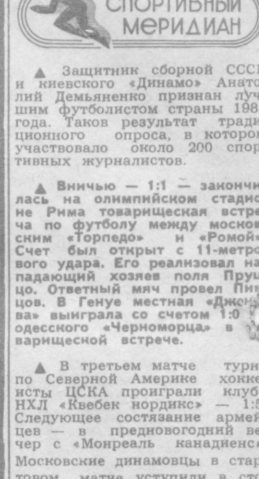 СПОРТИВНЫЙ
МЕРИДИАН
▲ Защитник сборной СССР
и киевского «Динамо» Анато
лий Демьяненко признан луч
шим футболистом страны 198
года. Таков результат тради
ционного опроса, в котором
участвовало около 200 спор
тивных журналистов.
▲ Вничью — 1:1 — закончи
лась на олимпийском стадио
не Рима товарищеская встре
ча по футболу между москов
ским «Торпедо» и «Ромой»
Счет был открыт с 11-метро
вого удара. Его реализовал на
падающий хозяев поля Пруц
цо. Ответный мяч провел
цов. В Генуе местная «Джено
ва» выиграла со счетом 1:0
одесского «Черноморца» в
варищеской встрече.
▲ В третьем матче турн
по Северной Америке хокке
исты ЦСКА проиграли клуб
НХЛ «Квебек нордикс» — 1:5
Следующее состязание армей
цев — в предновогодний ве
чер с «Монреаль канадиенс
Московские динамовцы в стар
товом матче уступили в сто